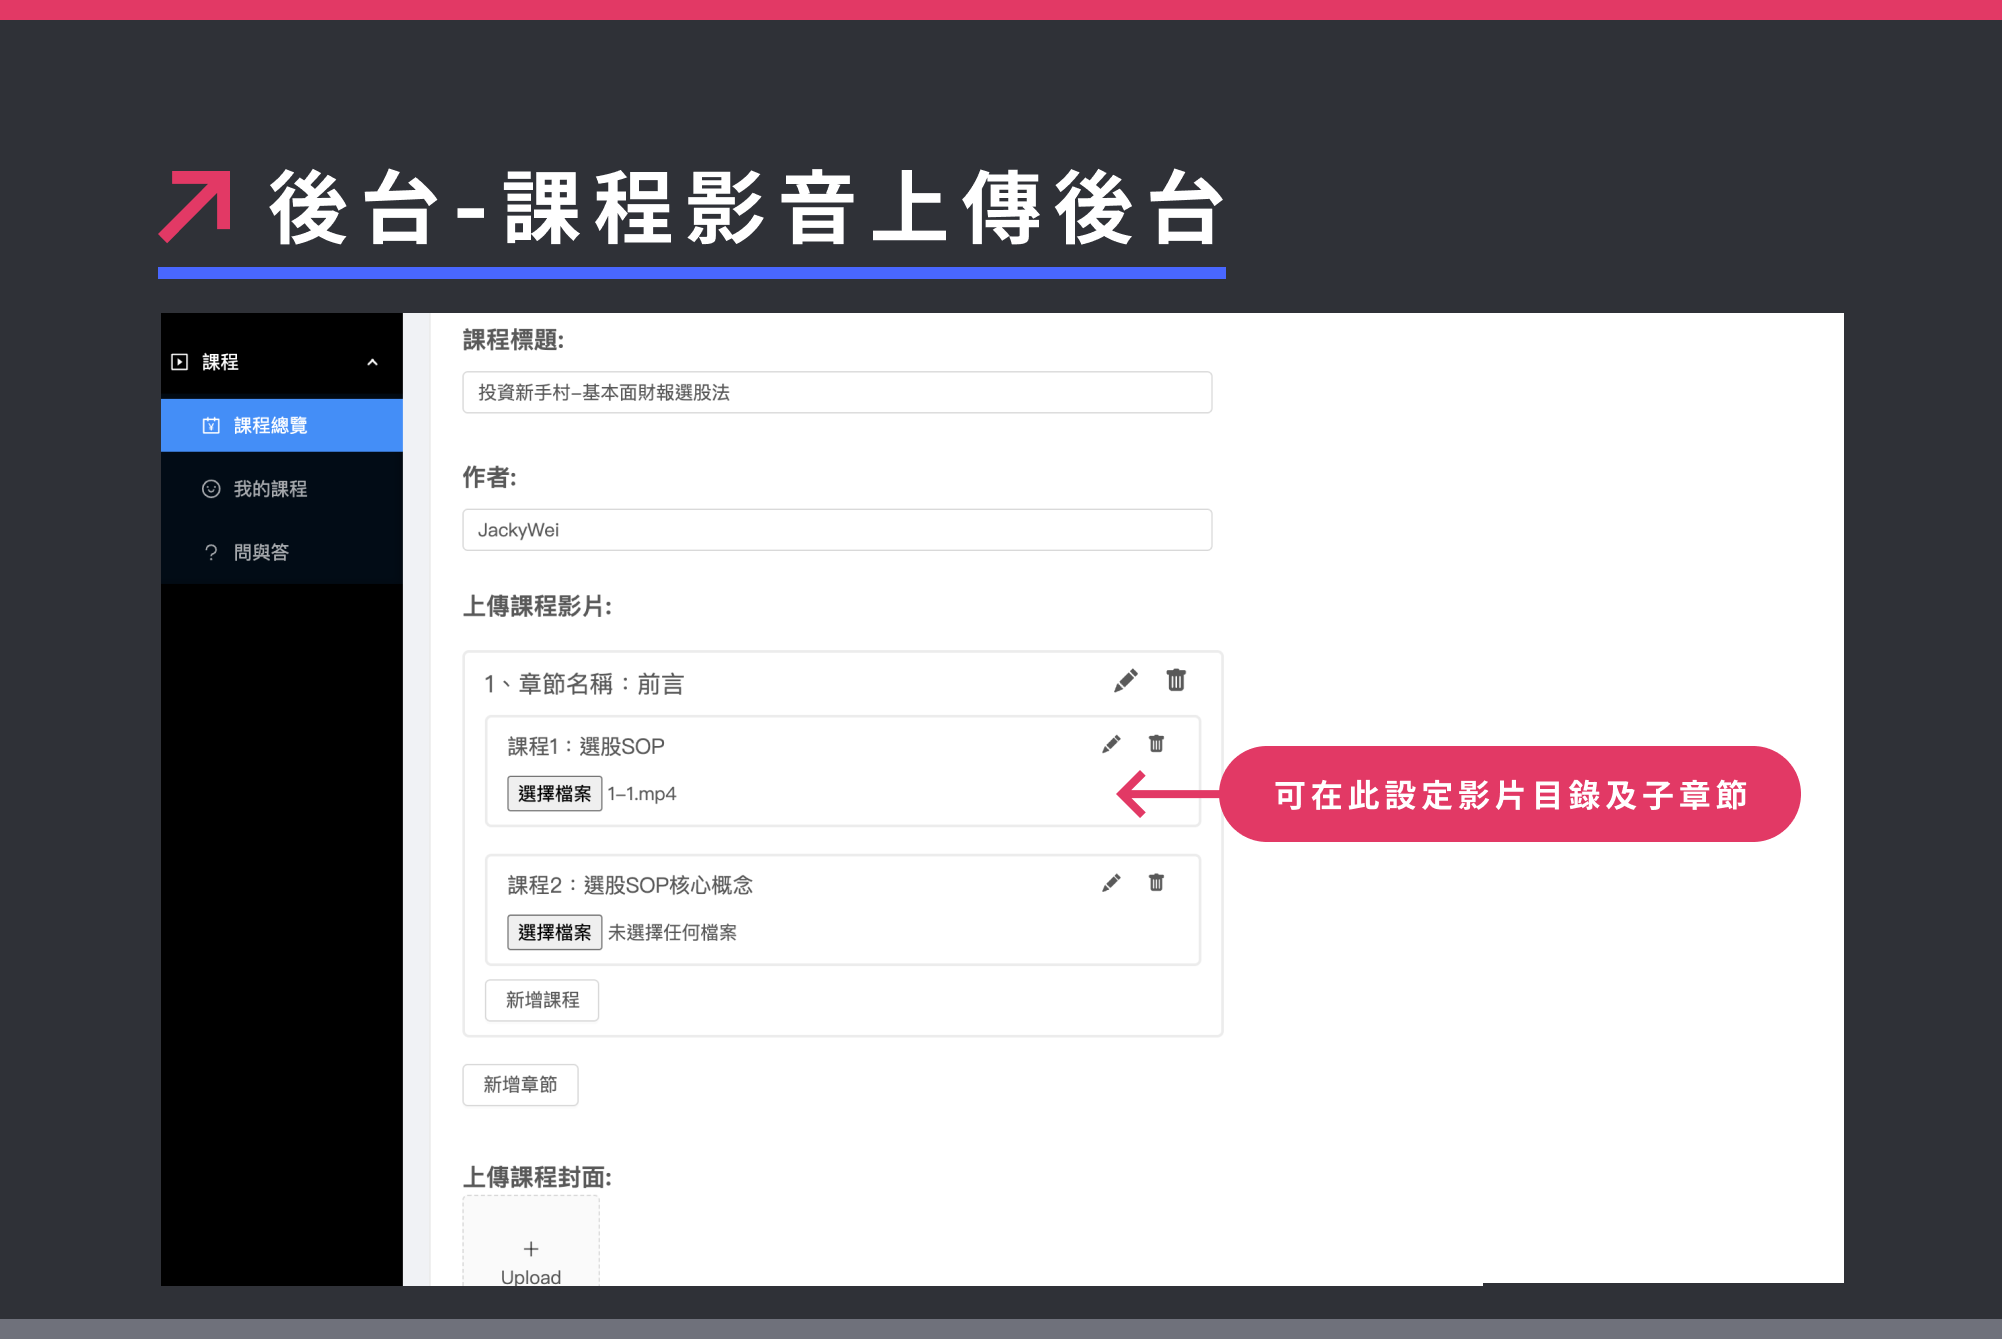 後台-課程影音上傳後台
課程
課程總覽
我的課程
問與答
課程標題:
投資新手村–基本面財報選股法
作者:
JackyWei
上傳課程影片:
1、章節名稱：前言
課程1：選股SOP
選擇檔案 1–1.mp4
可在此設定影片目錄及子章節
課程2：選股SOP核心概念
選擇檔案 未選擇任何檔案
新增課程
新增章節
上傳課程封面:
+
Upload